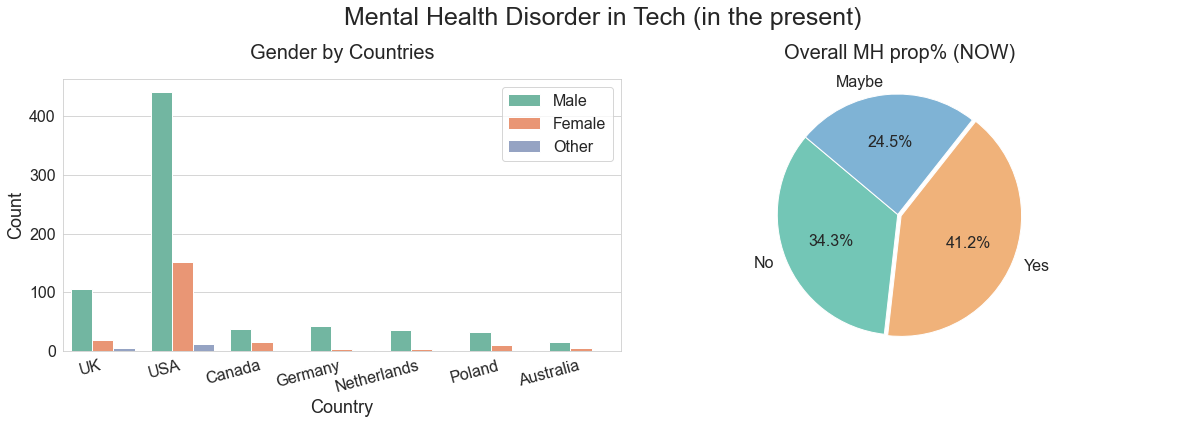 Mental Health Disorder in Tech (in the present)
Gender by Countries
Male
Female
Other
400
300
200
100
0
Count
UK
USA
Canada
Germany
Netherlands
Poland
Australia
Country
Overall MH prop% (NOW)
Maybe
24.5%
34.3%
41.2%
No
Yes